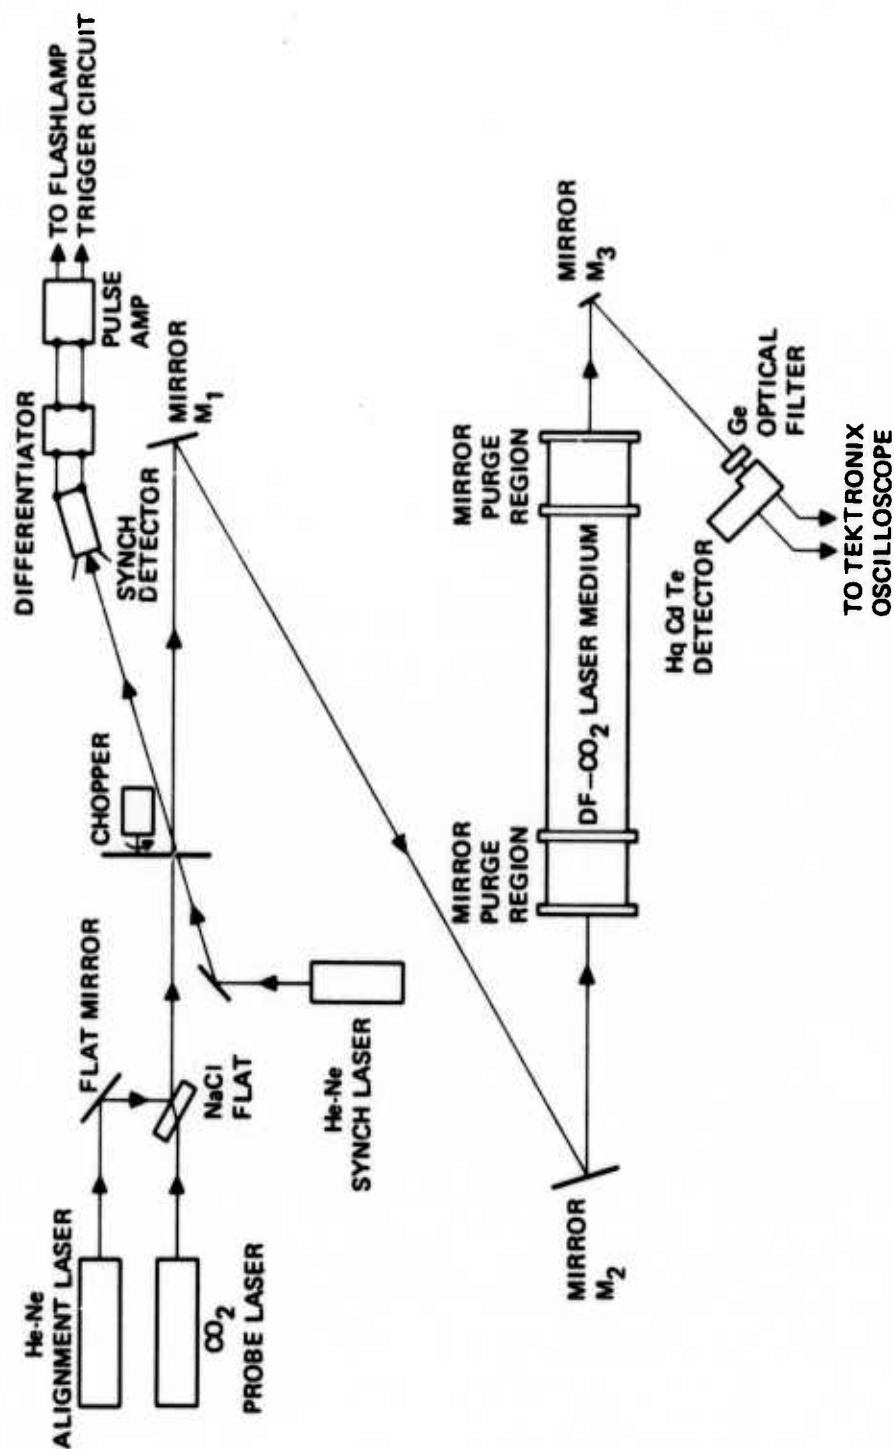 He-Ne
ALIGNMENT LASER
FLAT MIRROR
CO2
PROBE LASER
NaCl
FLAT
He-Ne
SYNCH LASER
CHOPPER
DIFFERENTIATOR
SYNCH
DETECTOR
PULSE
AMP
TO FLASHLAMP
TRIGGER CIRCUIT
MIRROR
M1
MIRROR
M2
MIRROR PURGE
REGION
DF-CO2 LASER MEDIUM
MIRROR
PURGE
REGION
MIRROR
M3
Hq Cd Te
DETECTOR
Ge
OPTICAL
FILTER
TO TEKTRONIX
OSCILLOSCOPE